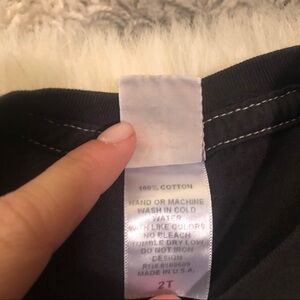 100% COTTON
HAND OR MACHINE
WASH IN COLD
WATER
WITH LIKE COLORS
NO BLEACH
TUMBLE DRY LOW
DO NOT IRON
DESIGN
MADE IN U.S.A.
2T